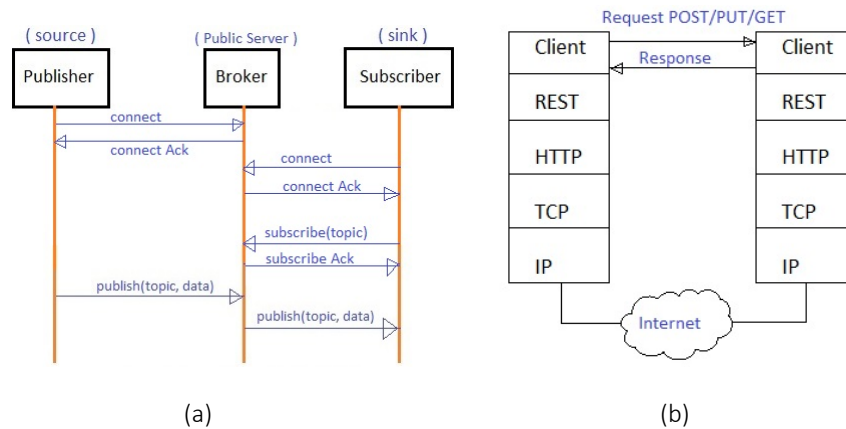 ( source )
( Public Server )
( sink )
Publisher
Broker
Subscriber
connect
connect Ack
connect
connect Ack
subscribe(topic)
subscribe Ack
publish(topic, data)
publish(topic, data)
(a)
Request POST/PUT/GET
Client
Client
Response
REST
REST
HTTP
HTTP
TCP
TCP
IP
IP
Internet
(b)